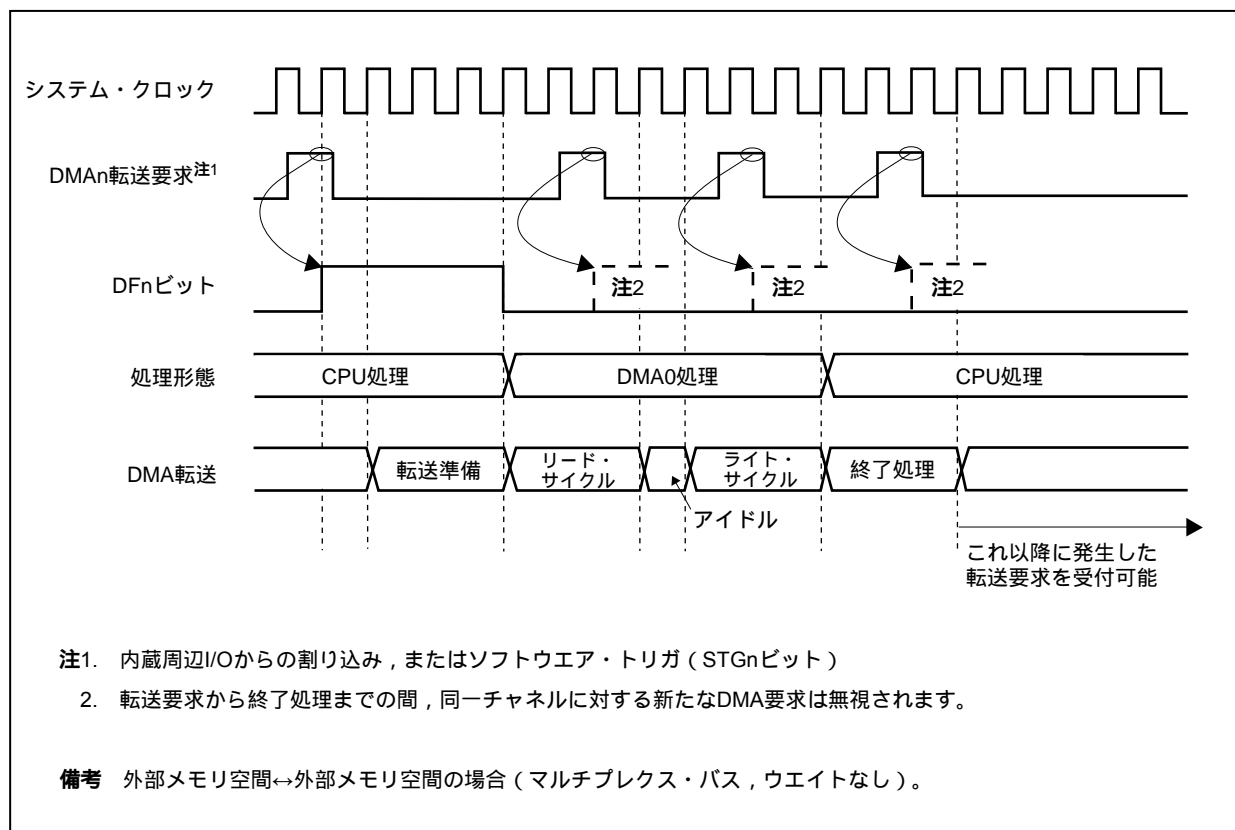 システム・クロック
DMAn転送要求注1
DFnビット
注2
注2
注2
処理形態
CPU処理
DMA0処理
CPU処理
DMA転送
転送準備
リード・
サイクル
ライト・
サイクル
終了処理
アイドル
これ以降に発生した
転送要求を受付可能
注1. 内蔵周辺I/Oからの割り込み，またはソフトウエア・トリガ（STGnビット）
2. 転送要求から終了処理までの間，同一チャネルに対する新たなDMA要求は無視されます。
備考 外部メモリ空間↔外部メモリ空間の場合（マルチプレクス・バス，ウエイトなし）。